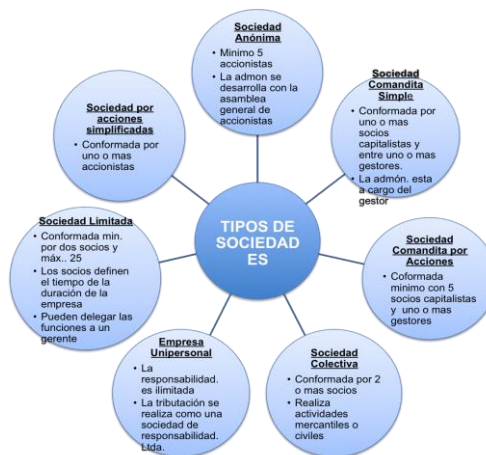 Sociedad
Anónima
• Minimo 5
accionistas
• La admon se
desarrolla con la
asamblea
general de
accionistas
Sociedad
Comandita
Simple
• Conformada por
uno o mas
socios
capitalistas y
entre uno o mas
gestores.
• La admón. esta
a cargo del
gestor
Sociedad
Comandita por
Acciones
• Coformada
minimo con 5
socios capitalistas
y uno o mas
gestores
Sociedad
Colectiva
• Conformada por 2
o mas socios
• Realiza
actividades
mercantiles o
civiles
Empresa
Unipersonal
• La
responsabilidad.
es ilimitada
• La tributación se
realiza como una
sociedad de
responsabilidad.
Ltda.
Sociedad Limitada
• Conformada min.
por dos socios y
máx.. 25
• Los socios definen
el tiempo de la
duración de la
empresa
• Pueden delegar las
funciones a un
gerente
Sociedad por
acciones
simplificadas
• Conformada por
uno o mas
accionistas
TIPOS DE
SOCIEDAD
ES